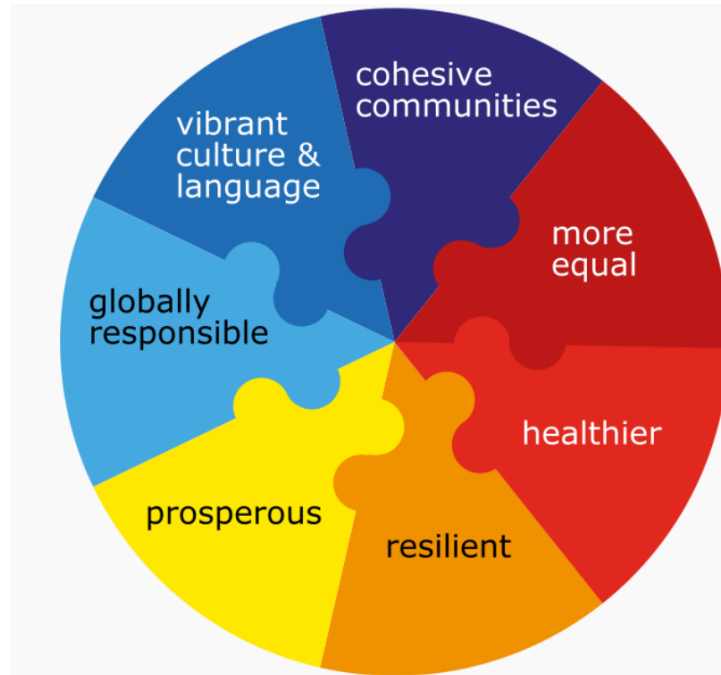 cohesive
communities
vibrant
culture &
language
more
equal
globally
responsible
healthier
prosperous
resilient